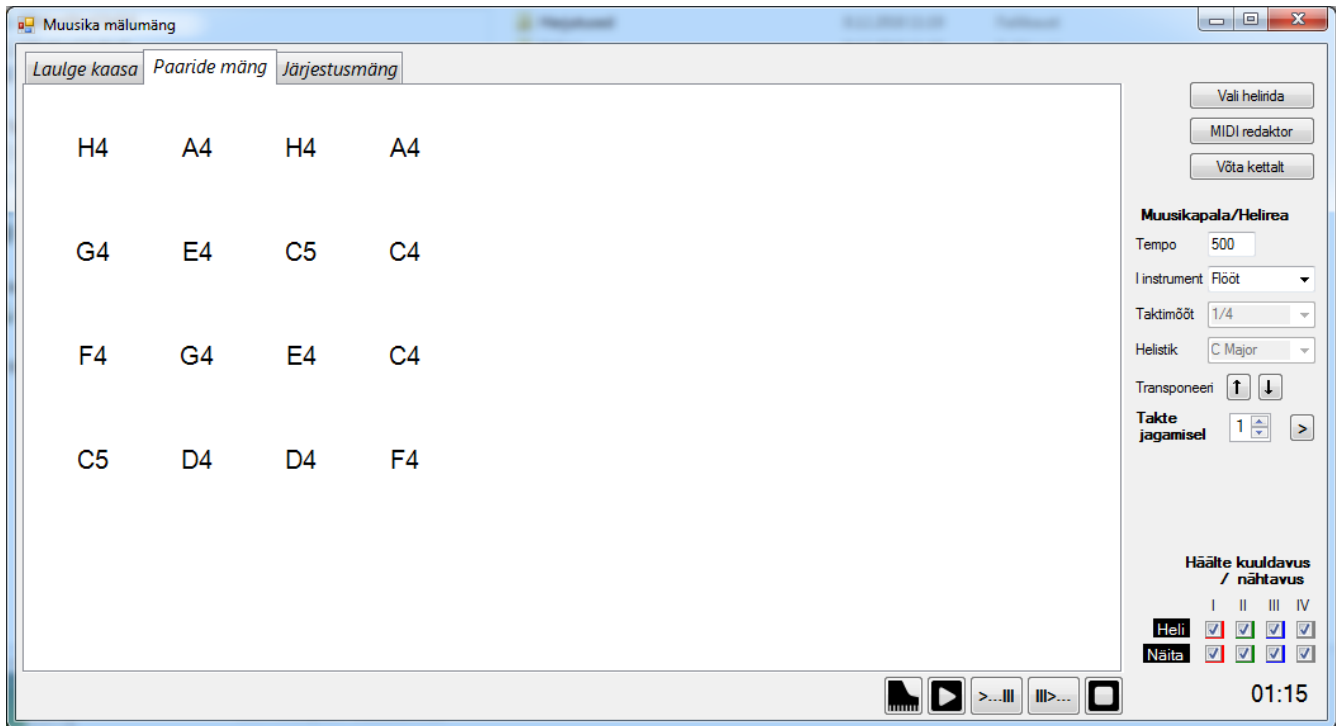 Muusika mälumäng
Laulge kaasa Paaride mäng Järjestusmäng
H4 A4 H4 A4
G4 E4 C5 C4
F4 G4 E4 C4
C5 D4 D4 F4
Vali helirida
MIDI redaktor
Võta kettalt
Muusikapala/Helirea
Tempo 500
I instrument Flööt
Taktimõõt 1/4
Helistik C Major
Transponeeri
Takte
jagamisel 1 >
Häälte kuuldavus
/ nähtavus
I II III IV
Heli
Näita
>...III III>... 01:15